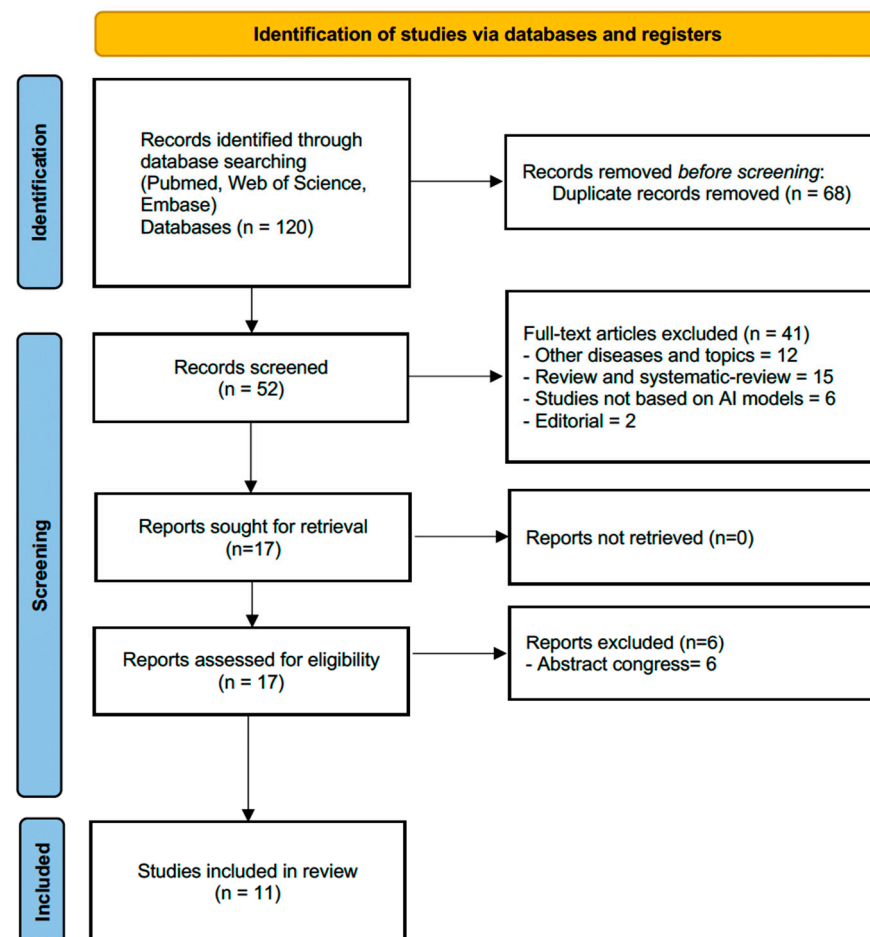 Identification of studies via databases and registers
Identification
Records identified through
database searching
(Pubmed, Web of Science,
Embase)
Databases (n = 120)
Records removed before screening:
Duplicate records removed (n = 68)
Screening
Records screened
(n = 52)
Full-text articles excluded (n = 41)
- Other diseases and topics = 12
- Review and systematic-review = 15
- Studies not based on AI models = 6
- Editorial = 2
Reports sought for retrieval
(n=17)
Reports not retrieved (n=0)
Reports assessed for eligibility
(n = 17)
Reports excluded (n=6)
- Abstract congress= 6
Included
Studies included in review
(n = 11)